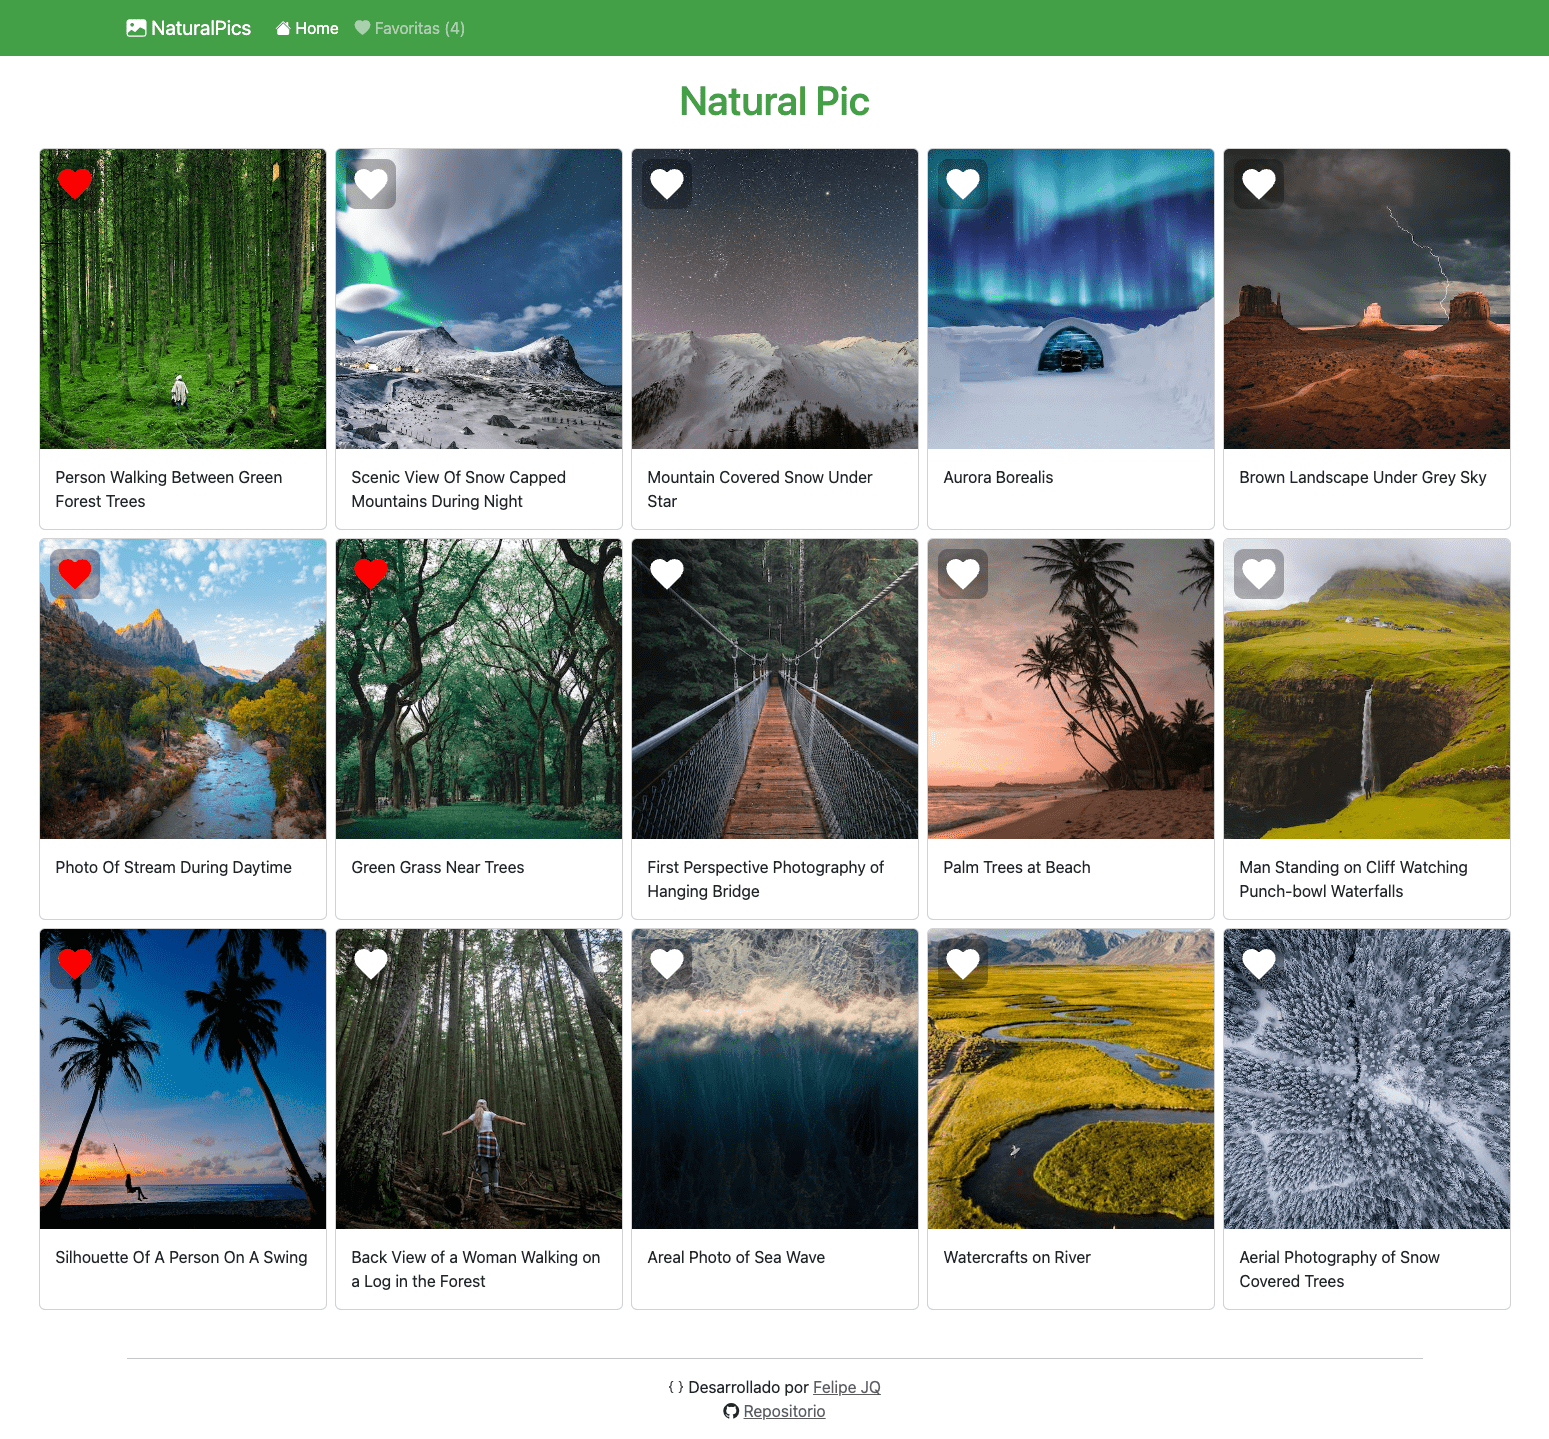 NaturalPics Home Favoritas (4)
Natural Pic
Person Walking Between Green
Forest Trees
Scenic View Of Snow Capped
Mountains During Night
Mountain Covered Snow Under
Star
Aurora Borealis
Brown Landscape Under Grey Sky
Photo Of Stream During Daytime
Green Grass Near Trees
First Perspective Photography of
Hanging Bridge
Palm Trees at Beach
Man Standing on Cliff Watching
Punch-bowl Waterfalls
Silhouette Of A Person On A Swing
Back View of a Woman Walking on
a Log in the Forest
Areal Photo of Sea Wave
Watercrafts on River
Aerial Photography of Snow
Covered Trees
{ } Desarrollado por Felipe JQ
Repositorio